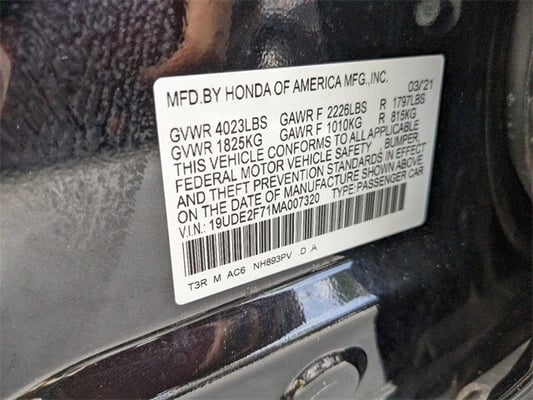 MFD.BY HONDA OF AMERICA MFG.,INC. 03/'21
GVWR 4023LBS GAWR F 2226LBS R 1797LBS
GVWR 1825KG GAWR F 1010KG R 815KG
THIS VEHICLE CONFORMS TO ALL APPLICABLE
FEDERAL MOTOR VEHICLE SAFETY , BUMPER,
AND THEFT PREVENTION STANDARDS IN EFFECT
ON THE DATE OF MANUFACTURE SHOWN ABOVE.
V.I.N.: 19UDE2F71MA007320 TYPE:PASSENGER CAR
T3R M AC6 NH893PV .D .A